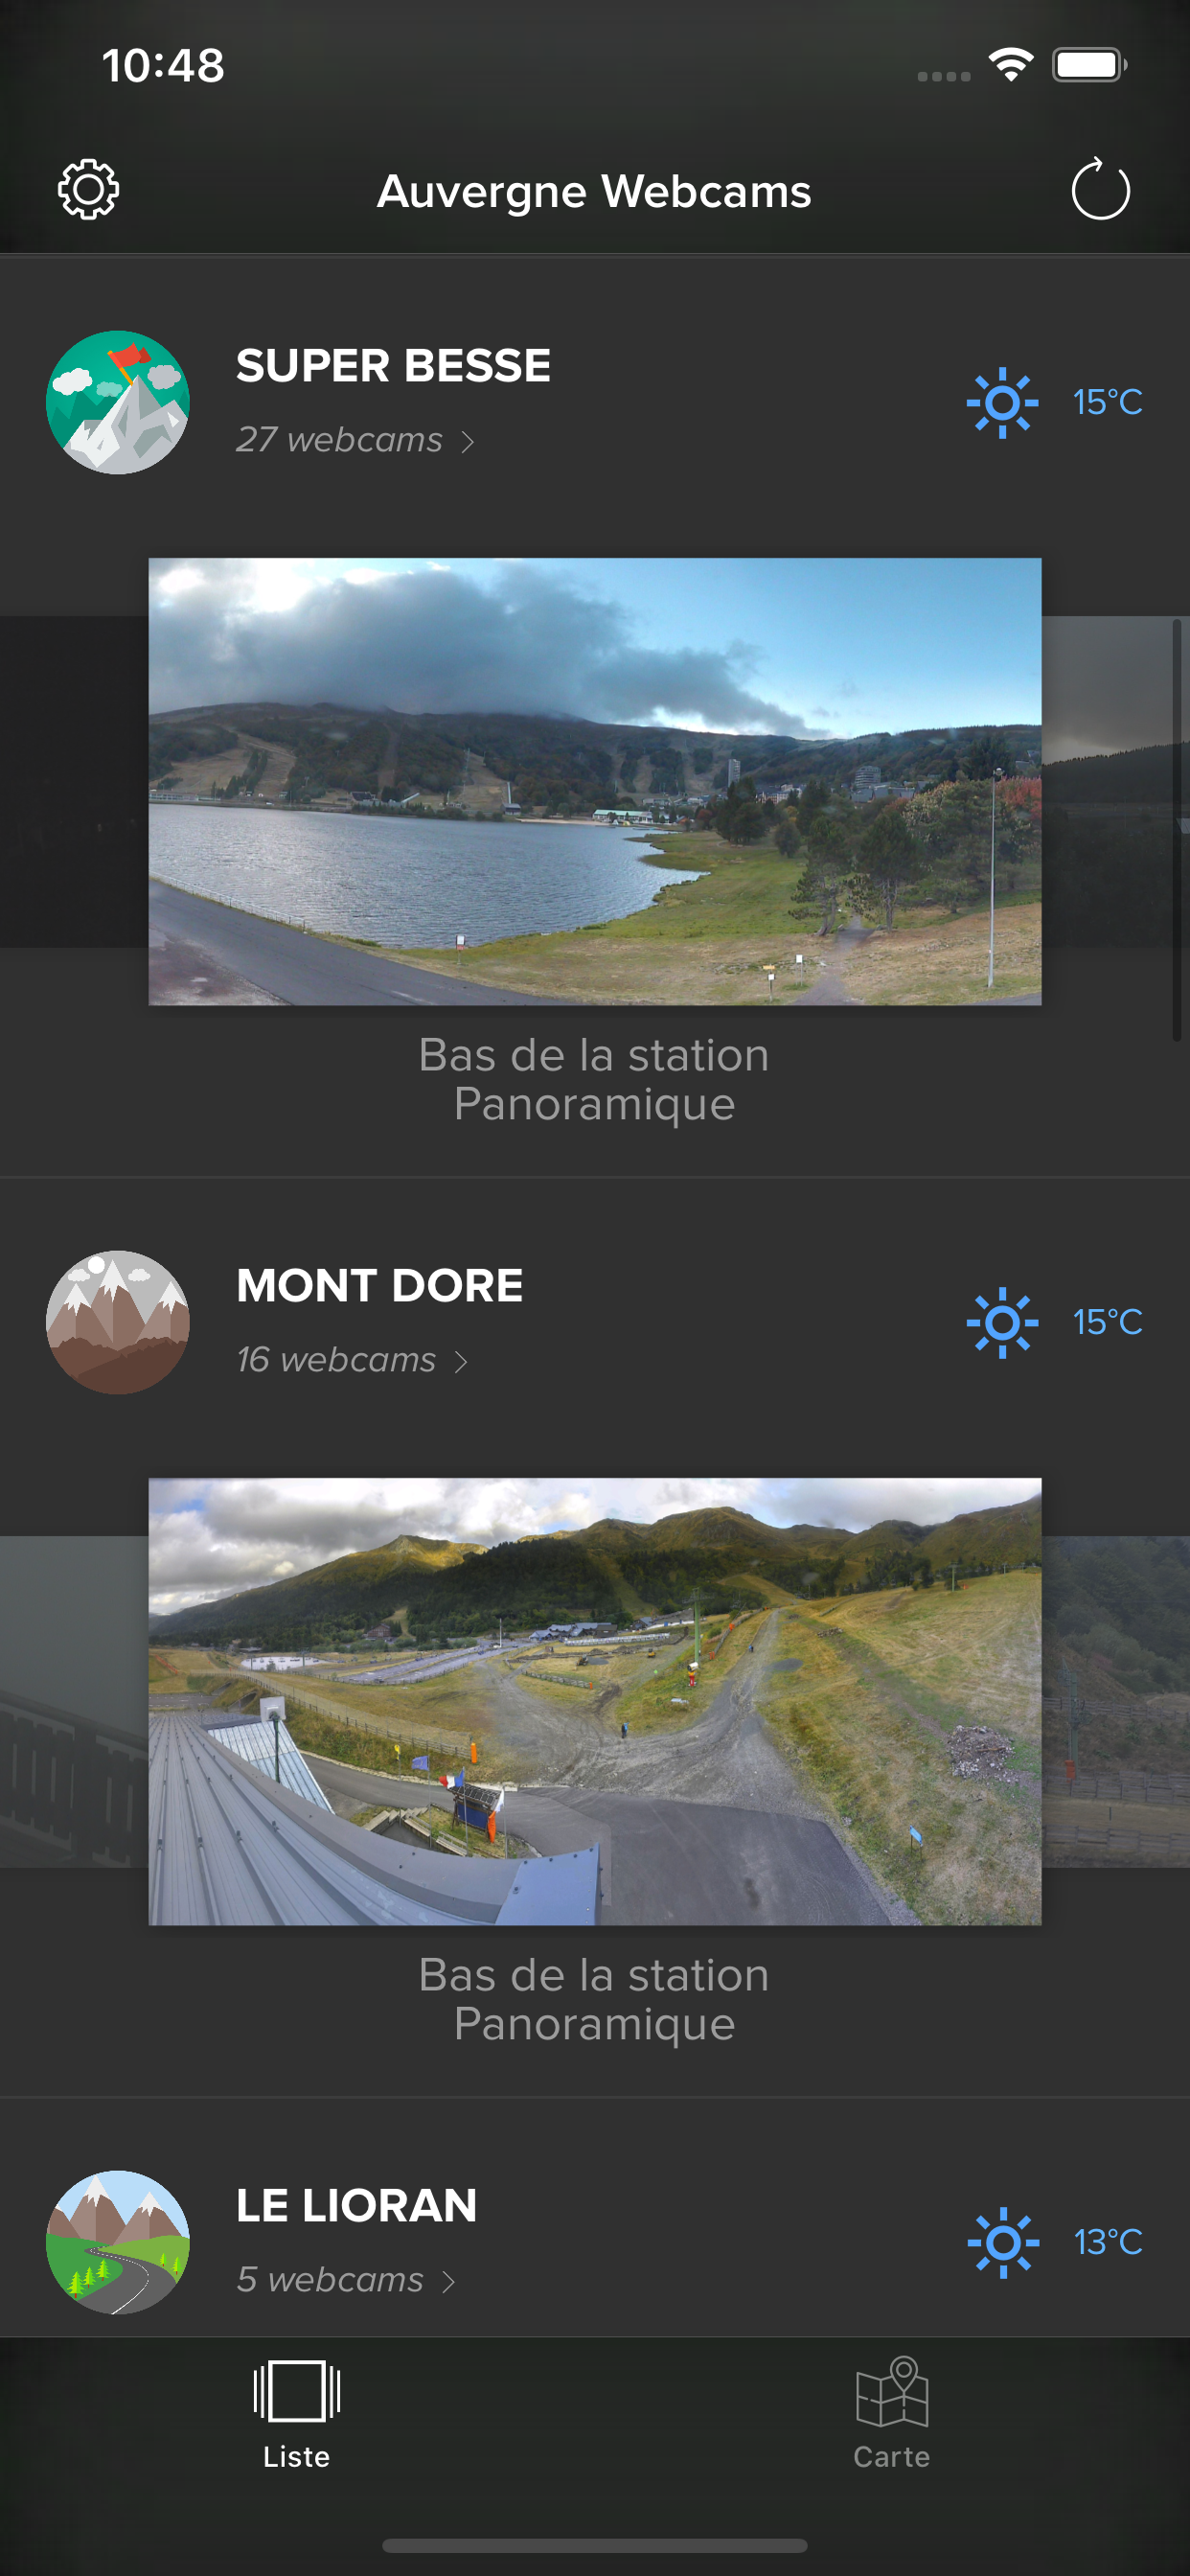 10:48
Auvergne Webcams
SUPER BESSE
27 webcams
15°C
Bas de la station
Panoramique
MONT DORE
16 webcams
15°C
Bas de la station
Panoramique
LE LIORAN
5 webcams
13°C
Liste
Carte